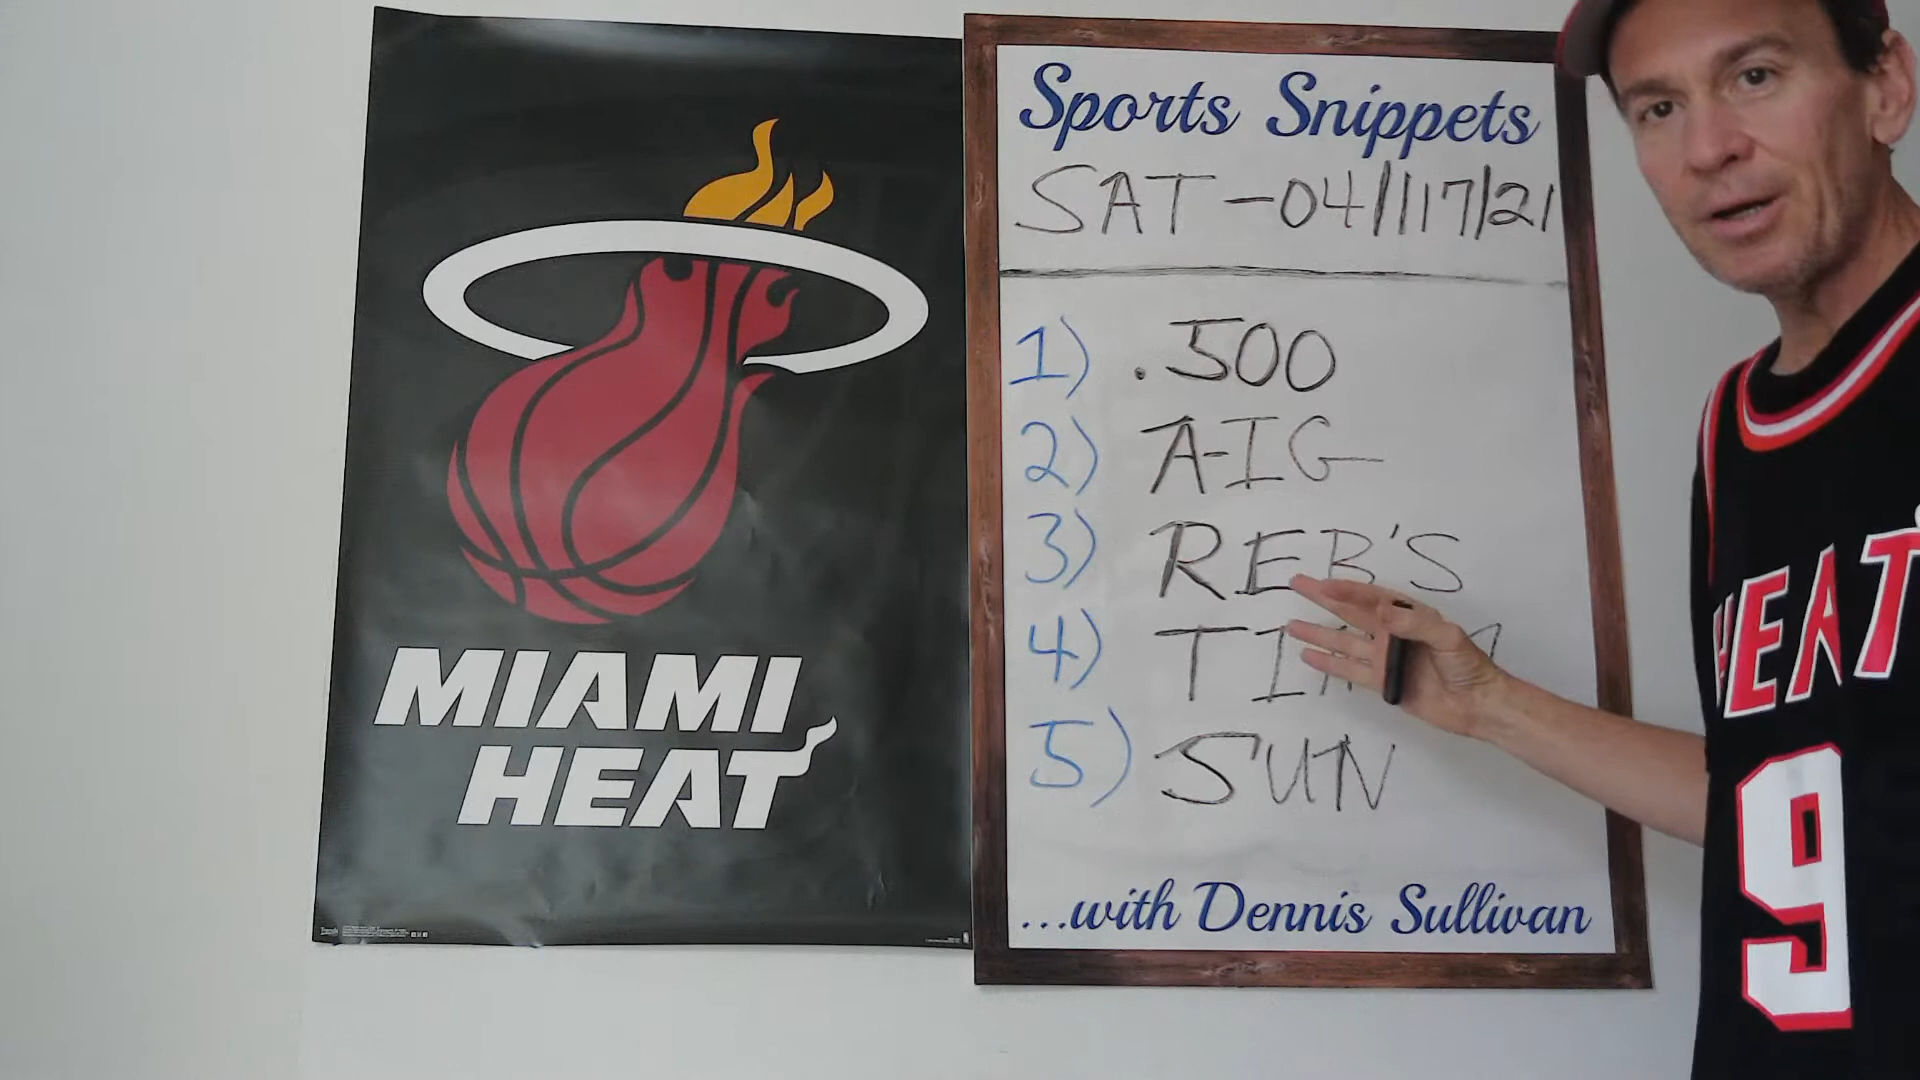 MIAMI
HEAT
Sports Snippets
SAT - 04/17/21
1) .500
2) A-IG
3) REB'S
4)
5) SUN
...with Dennis Sullivan
HEAT
9